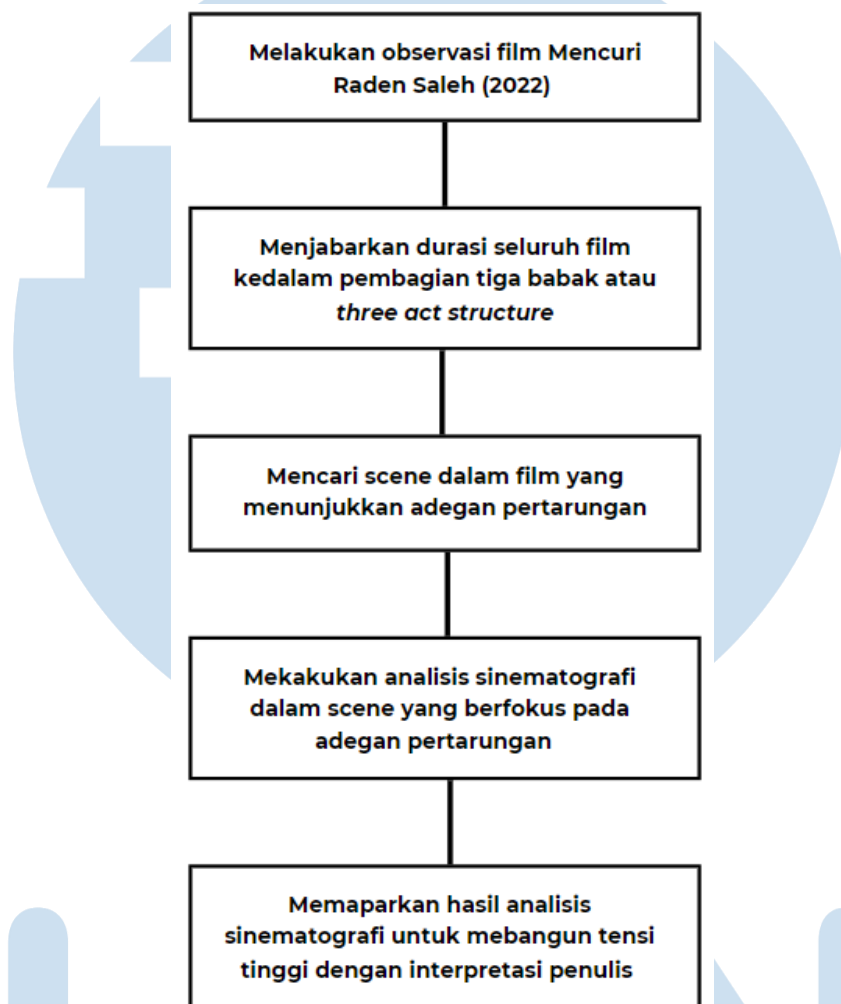 Melakukan observasi film Mencuri
Raden Saleh (2022)
Menjabarkan durasi seluruh film
kedalam pembagian tiga babak atau
three act structure
Mencari scene dalam film yang
menunjukkan adegan pertarungan
Mekakukan analisis sinematografi
dalam scene yang berfokus pada
adegan pertarungan
Memaparkan hasil analisis
sinematografi untuk mebangun tensi
tinggi dengan interpretasi penulis